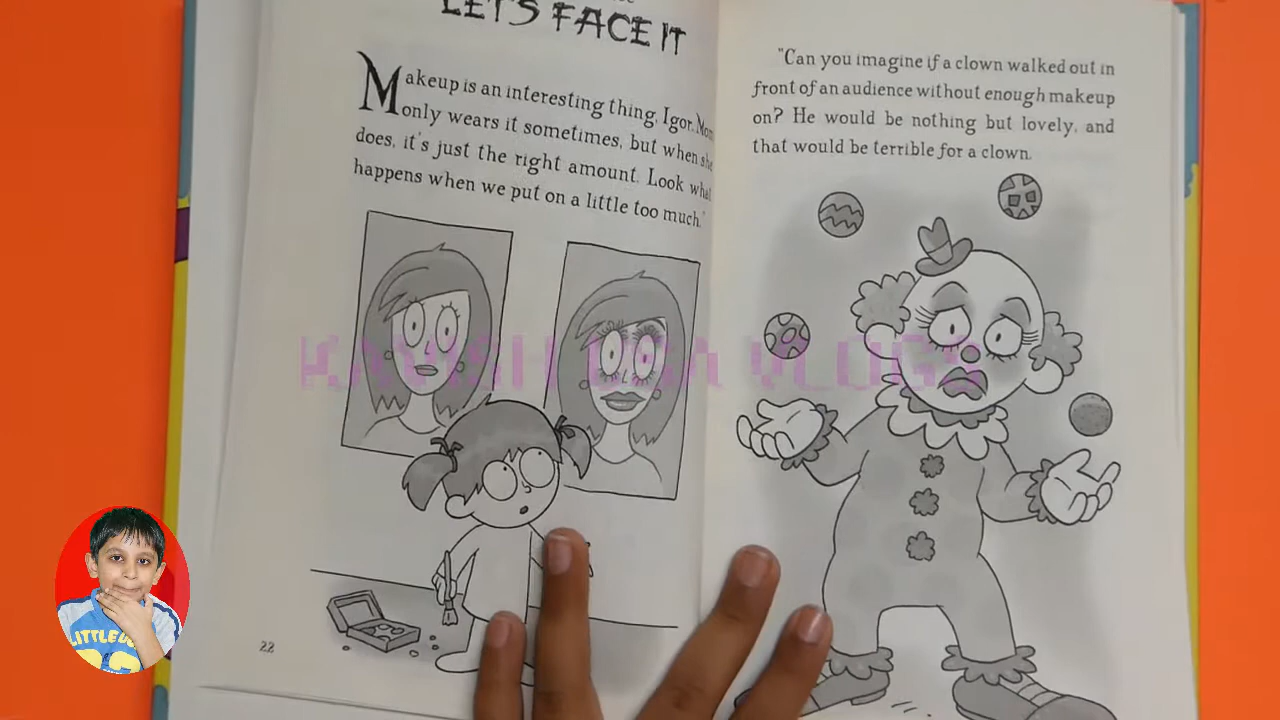 LET'S FACE IT
Makeup is an interesting thing, Igor. Mom
only wears it sometimes, but when she
does, it's just the right amount. Look what
happens when we put on a little too much."
22
"Can you imagine if a clown walked out in
front of an audience without enough makeup
on? He would be nothing but lovely, and
that would be terrible for a clown.
KAVISH USA VLOGS